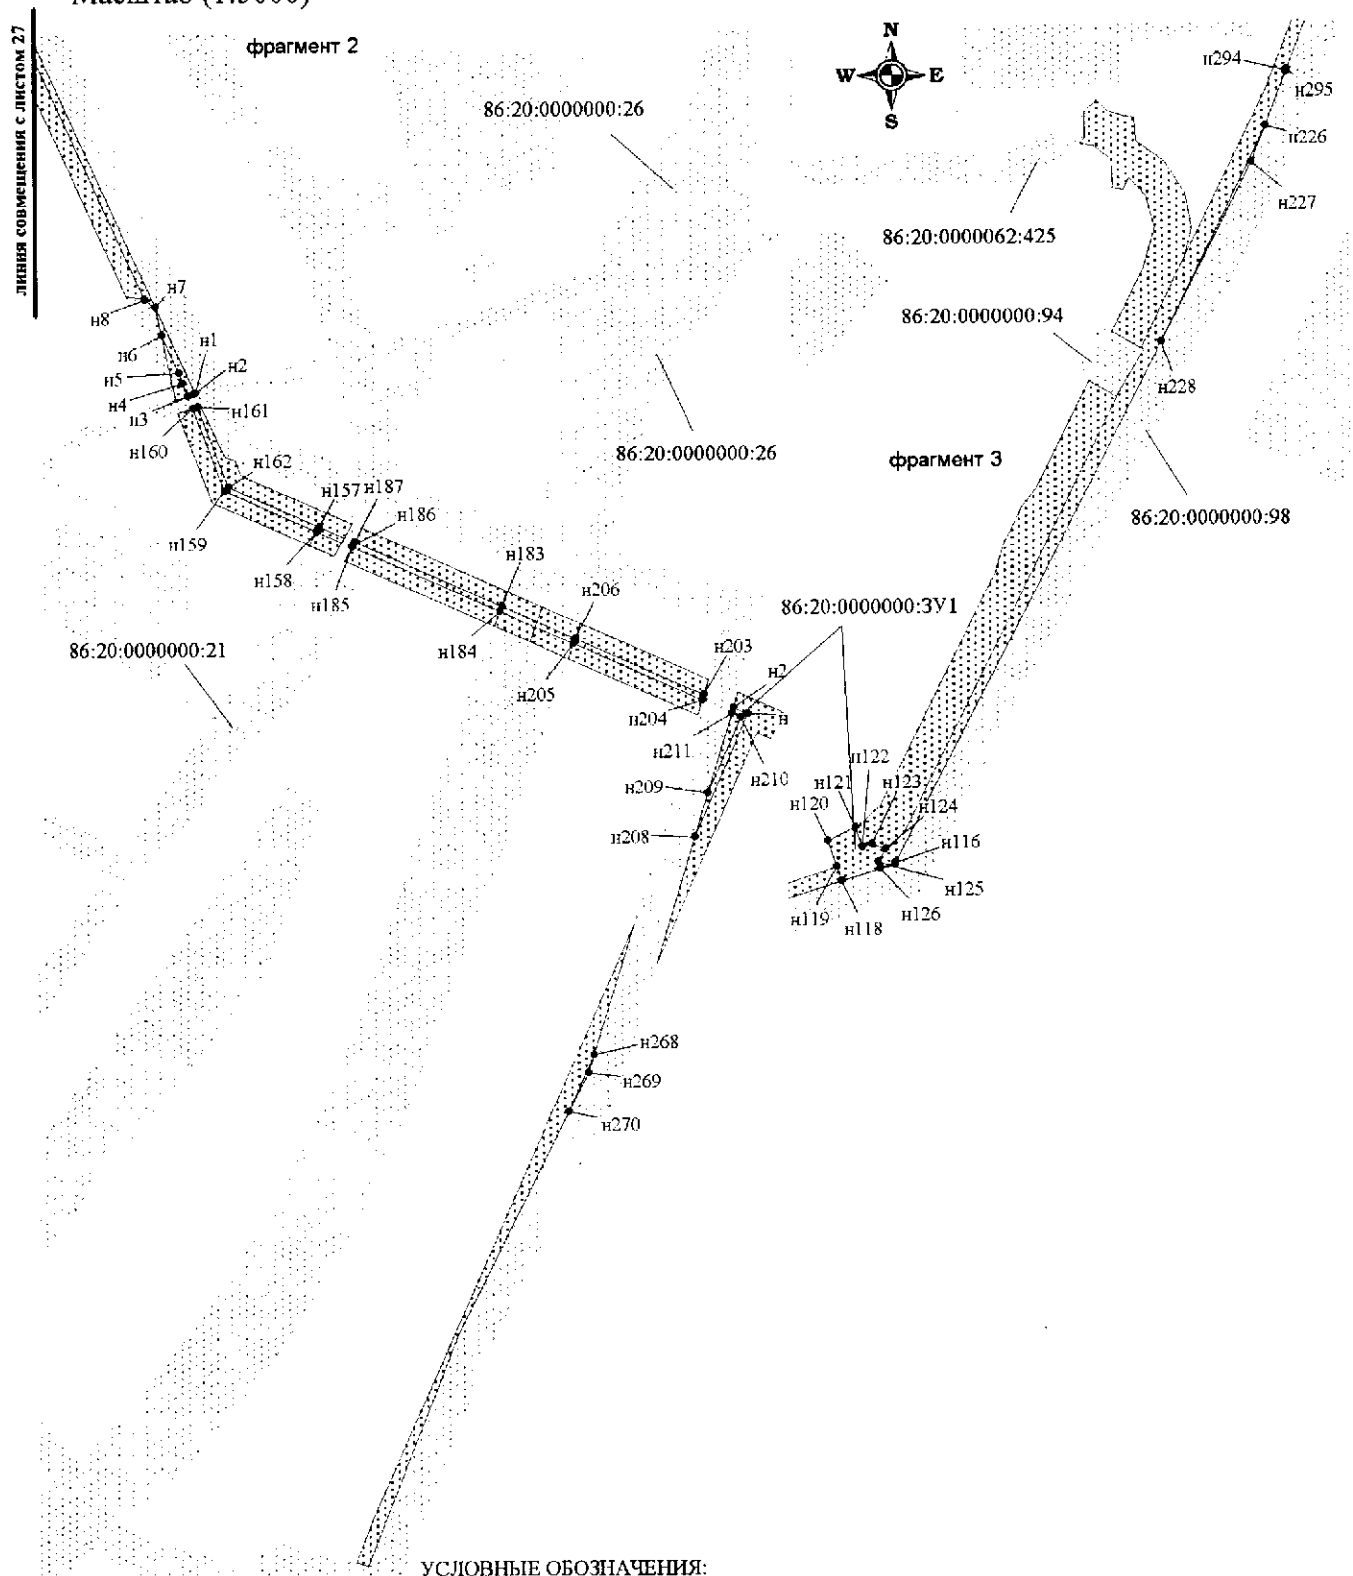 Масштаб (1:5000)
линия совмещения с листом 27
фрагмент 2
N
W
E
S
86:20:0000000:26
н294
н295
н226
н227
86:20:0000062:425
86:20:0000000:94
н228
н7
н8
н6
н1
н5
н2
н4
н3
н161
н160
н162
86:20:0000000:26
фрагмент 3
н157
н187
н186
86:20:0000000:98
н159
н158
н183
н185
н206
86:20:0000000:ЗУ1
н184
86:20:0000000:21
н203
н205
н2
н204
н
н211
н122
н210
н121
н123
н209
н120
н124
н208
н116
н125
н119
н126
н118
н268
н269
н270
УСЛОВНЫЕ ОБОЗНАЧЕНИЯ: